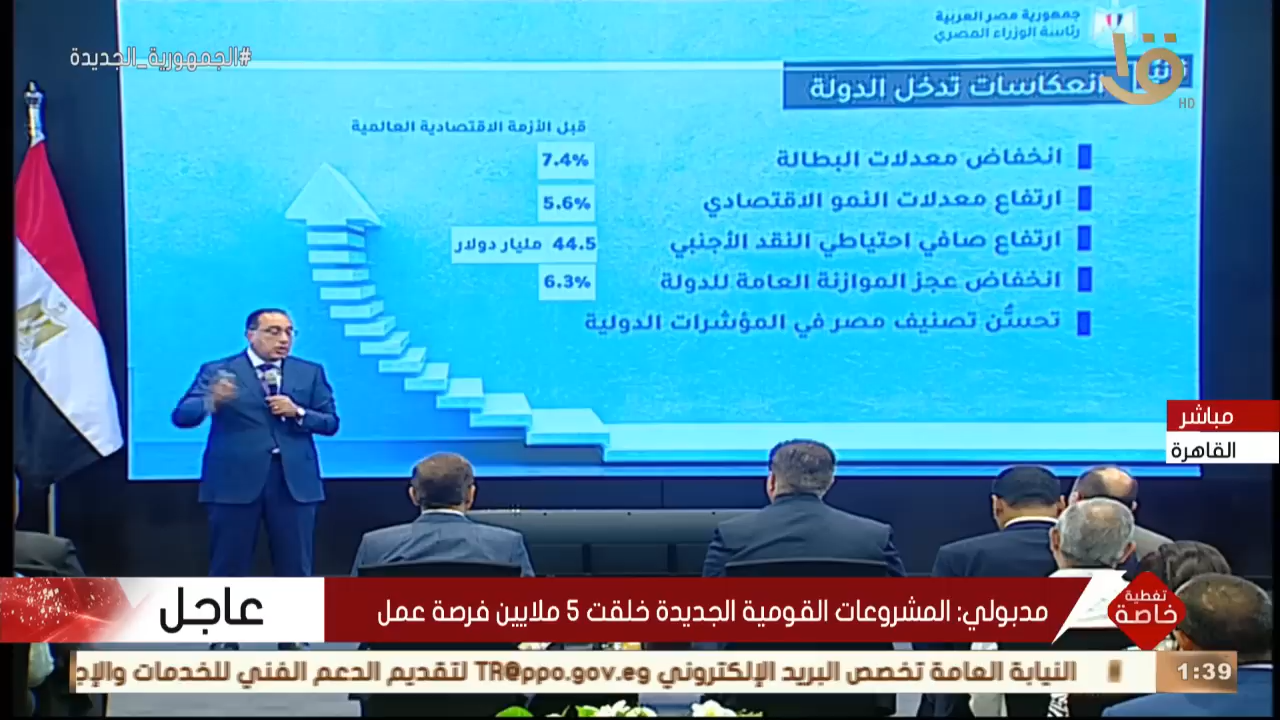 جمهورية مصر العربية
رئاسة الوزراء المصري
#الجمهورية_الجديدة
HD
انعكاسات تدخل الدولة
قبل الأزمة الاقتصادية العالمية
انخفاض معدلات البطالة 7.4%
ارتفاع معدلات النمو الاقتصادي 5.6%
ارتفاع صافي احتياطي النقد الأجنبي 44.5 مليار دولار
انخفاض عجز الموازنة العامة للدولة 6.3%
تحسُّن تصنيف مصر في المؤشرات الدولية
مباشر
القاهرة
تغطية
خاصة
مدبولي: المشروعات القومية الجديدة خلقت 5 ملايين فرصة عمل
عاجل
1:39
النيابة العامة تخصص البريد الإلكتروني TR@ppo.gov.eg لتقديم الدعم الفني للخدمات والإج